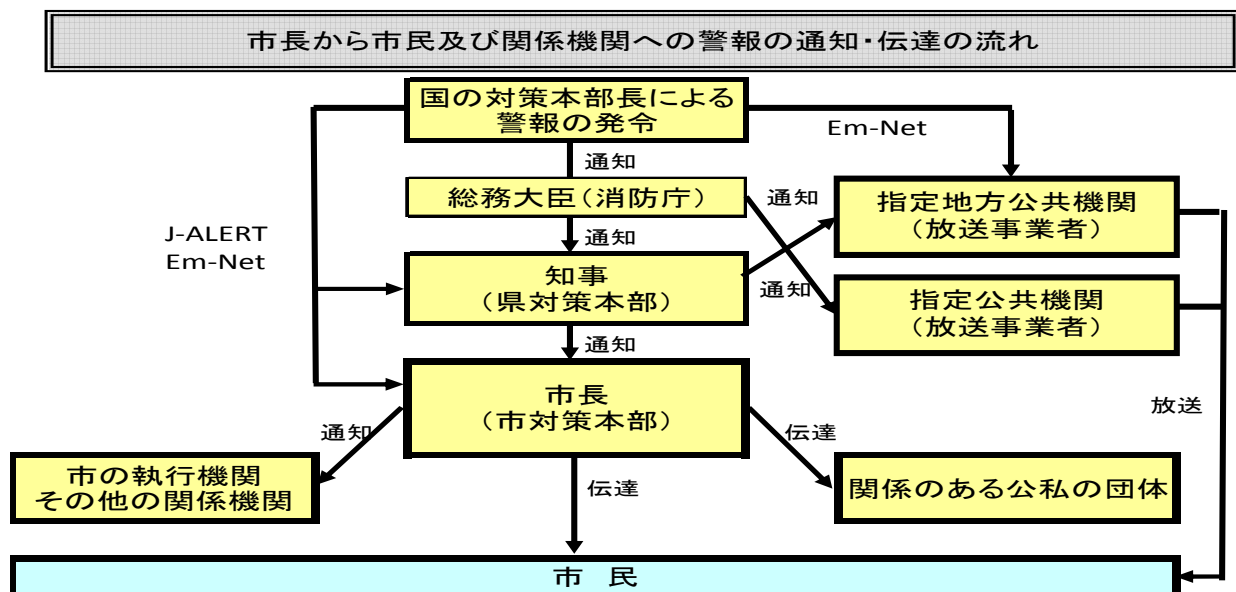 市長から市民及び関係機関への警報の通知・伝達の流れ
国の対策本部長による
警報の発令
Em-Net
通知
総務大臣（消防庁）
通知
指定地方公共機関
（放送事業者）
J-ALERT
Em-Net
通知
知事
（県対策本部）
通知
指定公共機関
（放送事業者）
通知
市長
（市対策本部）
放送
通知
伝達
市の執行機関
その他の関係機関
伝達
関係のある公私の団体
市 民